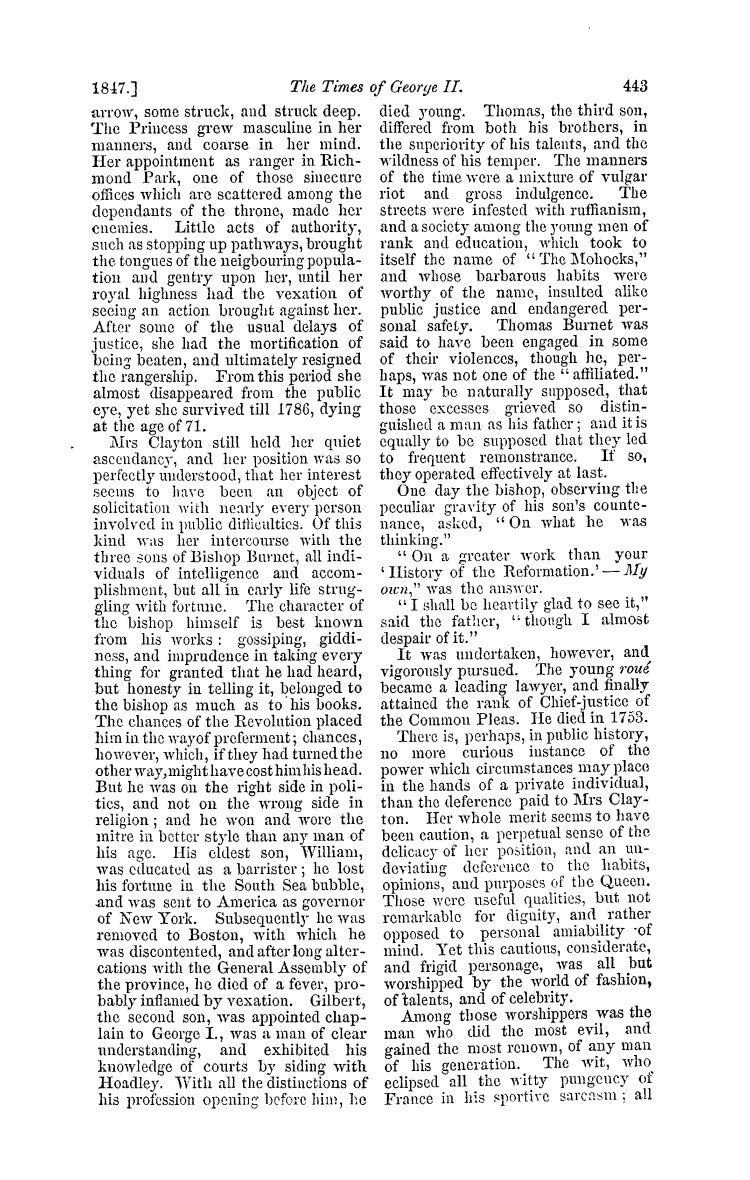 1847.] The Times of George II. 443
arrow, some struck, and struck deep.
The Princess grew masculine in her
manners, and coarse in her mind.
Her appointment as ranger in Rich-
mond Park, one of those sinecure
offices which are scattered among the
dependants of the throne, made her
enemies. Little acts of authority,
such as stopping up pathways, brought
the tongues of the neigbouring popula-
tion and gentry upon her, until her
royal highness had the vexation of
seeing an action brought against her.
After some of the usual delays of
justice, she had the mortification of
being beaten, and ultimately resigned
the rangership. From this period she
almost disappeared from the public
eye, yet she survived till 1786, dying
at the age of 71.
Mrs Clayton still held her quiet
ascendancy, and her position was so
perfectly understood, that her interest
seems to have been an object of
solicitation with nearly every person
involved in public difficulties. Of this
kind was her intercourse with the
three sons of Bishop Burnet, all indi-
viduals of intelligence and accom-
plishment, but all in early life strug-
gling with fortune. The character of
the bishop himself is best known
from his works: gossiping, giddi-
ness, and imprudence in taking every
thing for granted that he had heard,
but honesty in telling it, belonged to
the bishop as much as to his books.
The chances of the Revolution placed
him in the way of preferment; chances,
however, which, if they had turned the
other way, might have cost him his head.
But he was on the right side in poli-
tics, and not on the wrong side in
religion; and he won and wore the
mitre in better style than any man of
his age. His eldest son, William,
was educated as a barrister; he lost
his fortune in the South Sea bubble,
and was sent to America as governor
of New York. Subsequently he was
removed to Boston, with which he
was discontented, and after long alter-
cations with the General Assembly of
the province, he died of a fever, pro-
bably inflamed by vexation. Gilbert,
the second son, was appointed chap-
lain to George I., was a man of clear
understanding, and exhibited his
knowledge of courts by siding with
Hoadley. With all the distinctions of
his profession opening before him, he
died young. Thomas, the third son,
differed from both his brothers, in
the superiority of his talents, and the
wildness of his temper. The manners
of the time were a mixture of vulgar
riot and gross indulgence. The
streets were infested with ruffianism,
and a society among the young men of
rank and education, which took to
itself the name of "The Mohocks,"
and whose barbarous habits were
worthy of the name, insulted alike
public justice and endangered per-
sonal safety. Thomas Burnet was
said to have been engaged in some
of their violences, though he, per-
haps, was not one of the "affiliated."
It may be naturally supposed, that
those excesses grieved so distin-
guished a man as his father; and it is
equally to be supposed that they led
to frequent remonstrance. If so,
they operated effectively at last.
One day the bishop, observing the
peculiar gravity of his son's counte-
nance, asked, "On what he was
thinking."
"On a greater work than your
'History of the Reformation.'—My
own," was the answer.
"I shall be heartily glad to see it,"
said the father, "though I almost
despair of it."
It was undertaken, however, and
vigorously pursued. The young roué
became a leading lawyer, and finally
attained the rank of Chief-justice of
the Common Pleas. He died in 1753.
There is, perhaps, in public history,
no more curious instance of the
power which circumstances may place
in the hands of a private individual,
than the deference paid to Mrs Clay-
ton. Her whole merit seems to have
been caution, a perpetual sense of the
delicacy of her position, and an un-
deviating deference to the habits,
opinions, and purposes of the Queen.
Those were useful qualities, but not
remarkable for dignity, and rather
opposed to personal amiability of
mind. Yet this cautious, considerate,
and frigid personage, was all but
worshipped by the world of fashion,
of talents, and of celebrity.
Among those worshippers was the
man who did the most evil, and
gained the most renown, of any man
of his generation. The wit, who
eclipsed all the witty pungency of
France in his sportive sarcasm; all